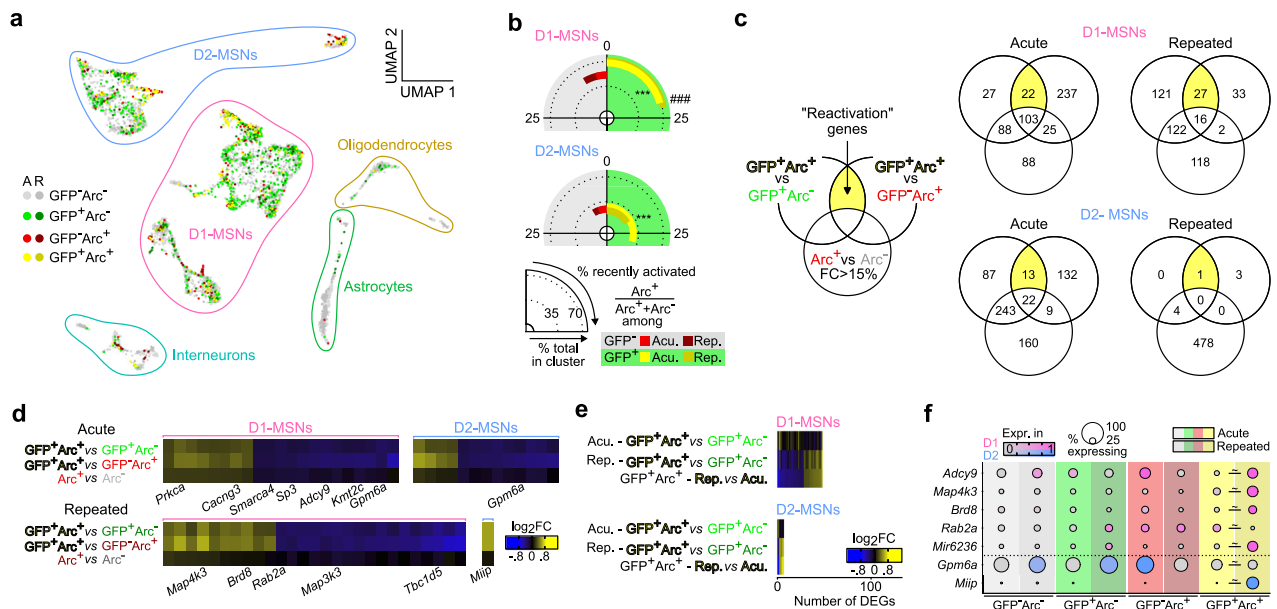 a
D2-MSNs
UMAP 2
UMAP 1
Oligodendrocytes
A R
GFP⁻Arc⁻
GFP⁺Arc⁻
GFP⁻Arc⁺
GFP⁺Arc⁺
D1-MSNs
Astrocytes
Interneurons
b
D1-MSNs
0
***
###
25
25
D2-MSNs
0
***
25
25
% recently activated
Arc⁺
Arc⁺+Arc⁻
among
35 70
% total
in cluster
GFP⁻ Acu. Rep.
GFP⁺ Acu. Rep.
c
"Reactivation"
genes
GFP⁺Arc⁺
vs
GFP⁺Arc⁻
GFP⁺Arc⁺
vs
GFP⁻Arc⁺
Arc⁺ vs Arc⁻
FC>15%
D1-MSNs
Acute
27 22 237
103
88 25
88
Repeated
121 27 33
16
122 2
118
D2- MSNs
Acute
87 13 132
22
243 9
160
Repeated
0 1 3
0
4 0
478
d
D1-MSNs
D2-MSNs
Acute
GFP⁺Arc⁺ vs GFP⁺Arc⁻
GFP⁺Arc⁺ vs GFP⁻Arc⁺
Arc⁺ vs Arc⁻
Prkca
Cacng3
Smarca4
Sp3
Adcy9
Kmt2c
Gpm6a
Gpm6a
Repeated
GFP⁺Arc⁺ vs GFP⁺Arc⁻
GFP⁺Arc⁺ vs GFP⁻Arc⁺
Arc⁺ vs Arc⁻
Map4k3
Brd8
Rab2a
Map3k3
Tbc1d5
Miip
log₂FC
-.8 0 .8
e
D1-MSNs
Acu. - GFP⁺Arc⁺ vs GFP⁺Arc⁻
Rep. - GFP⁺Arc⁺ vs GFP⁺Arc⁻
GFP⁺Arc⁺ - Rep. vs Acu.
D2-MSNs
Acu. - GFP⁺Arc⁺ vs GFP⁺Arc⁻
Rep. - GFP⁺Arc⁺ vs GFP⁺Arc⁻
GFP⁺Arc⁺ - Rep. vs Acu.
log₂FC
-.8 0 .8
0 100
Number of DEGs
f
Expr. in
D1
D2
0 1
%
expressing
100
25
Acute
Repeated
Adcy9
Map4k3
Brd8
Rab2a
Mir6236
Gpm6a
Miip
GFP⁻Arc⁻
GFP⁺Arc⁻
GFP⁻Arc⁺
GFP⁺Arc⁺